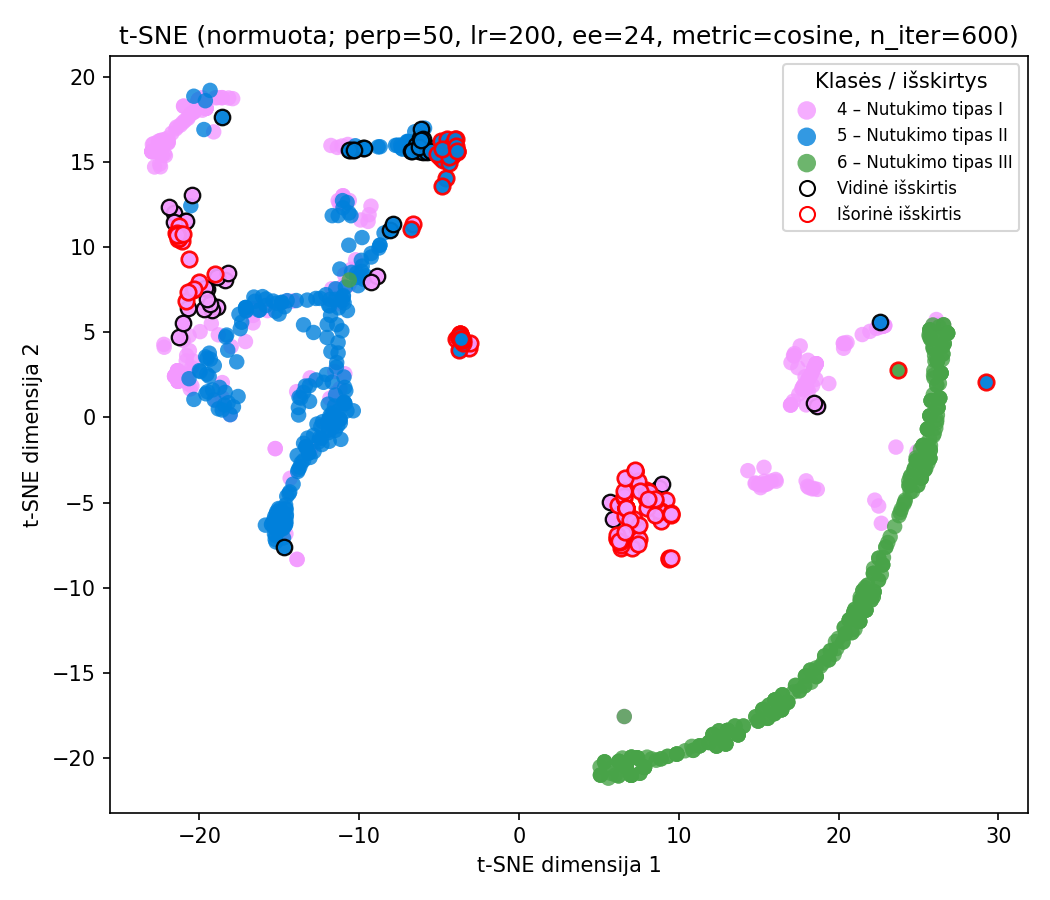 t-SNE (normuota; perp=50, lr=200, ee=24, metric=cosine, n_iter=600)
Klasės / išskirtys
4 – Nutukimo tipas I
5 – Nutukimo tipas II
6 – Nutukimo tipas III
Vidinė išskirtis
Išorinė išskirtis
t-SNE dimensija 2
20
15
10
5
0
−5
−10
−15
−20
−20
−10
0
10
20
30
t-SNE dimensija 1